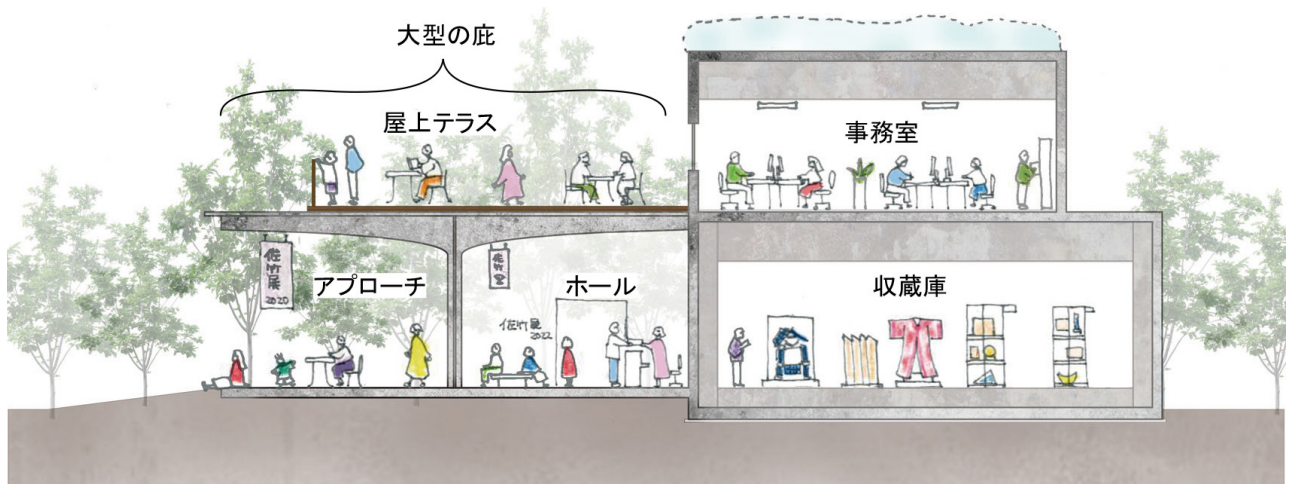 大型の庇
屋上テラス
事務室
佐竹展
2020
アプローチ
ホール
収蔵庫
佐竹展
2022